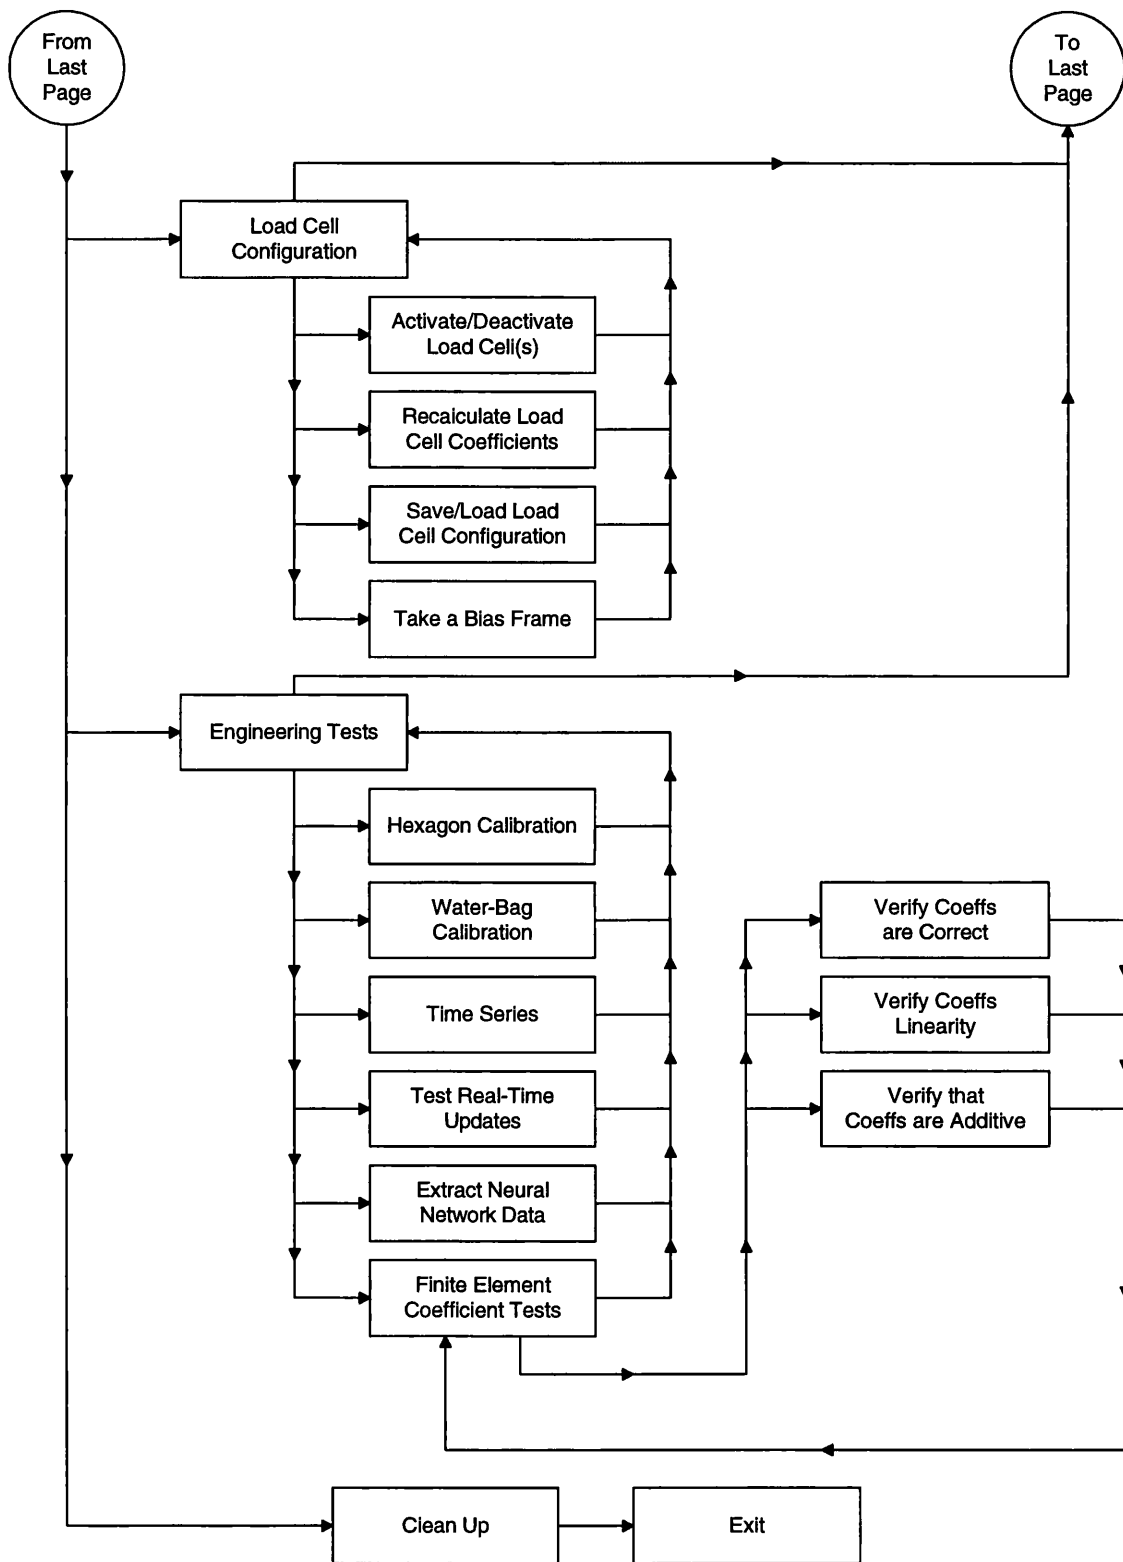 From
Last
Page
To
Last
Page
Load Cell
Configuration
Activate/Deactivate
Load Cell(s)
Recalculate Load
Cell Coefficients
Save/Load Load
Cell Configuration
Take a Bias Frame
Engineering Tests
Hexagon Calibration
Water-Bag
Calibration
Time Series
Test Real-Time
Updates
Extract Neural
Network Data
Finite Element
Coefficient Tests
Verify Coeffs
are Correct
Verify Coeffs
Linearity
Verify that
Coeffs are Additive
Clean Up
Exit